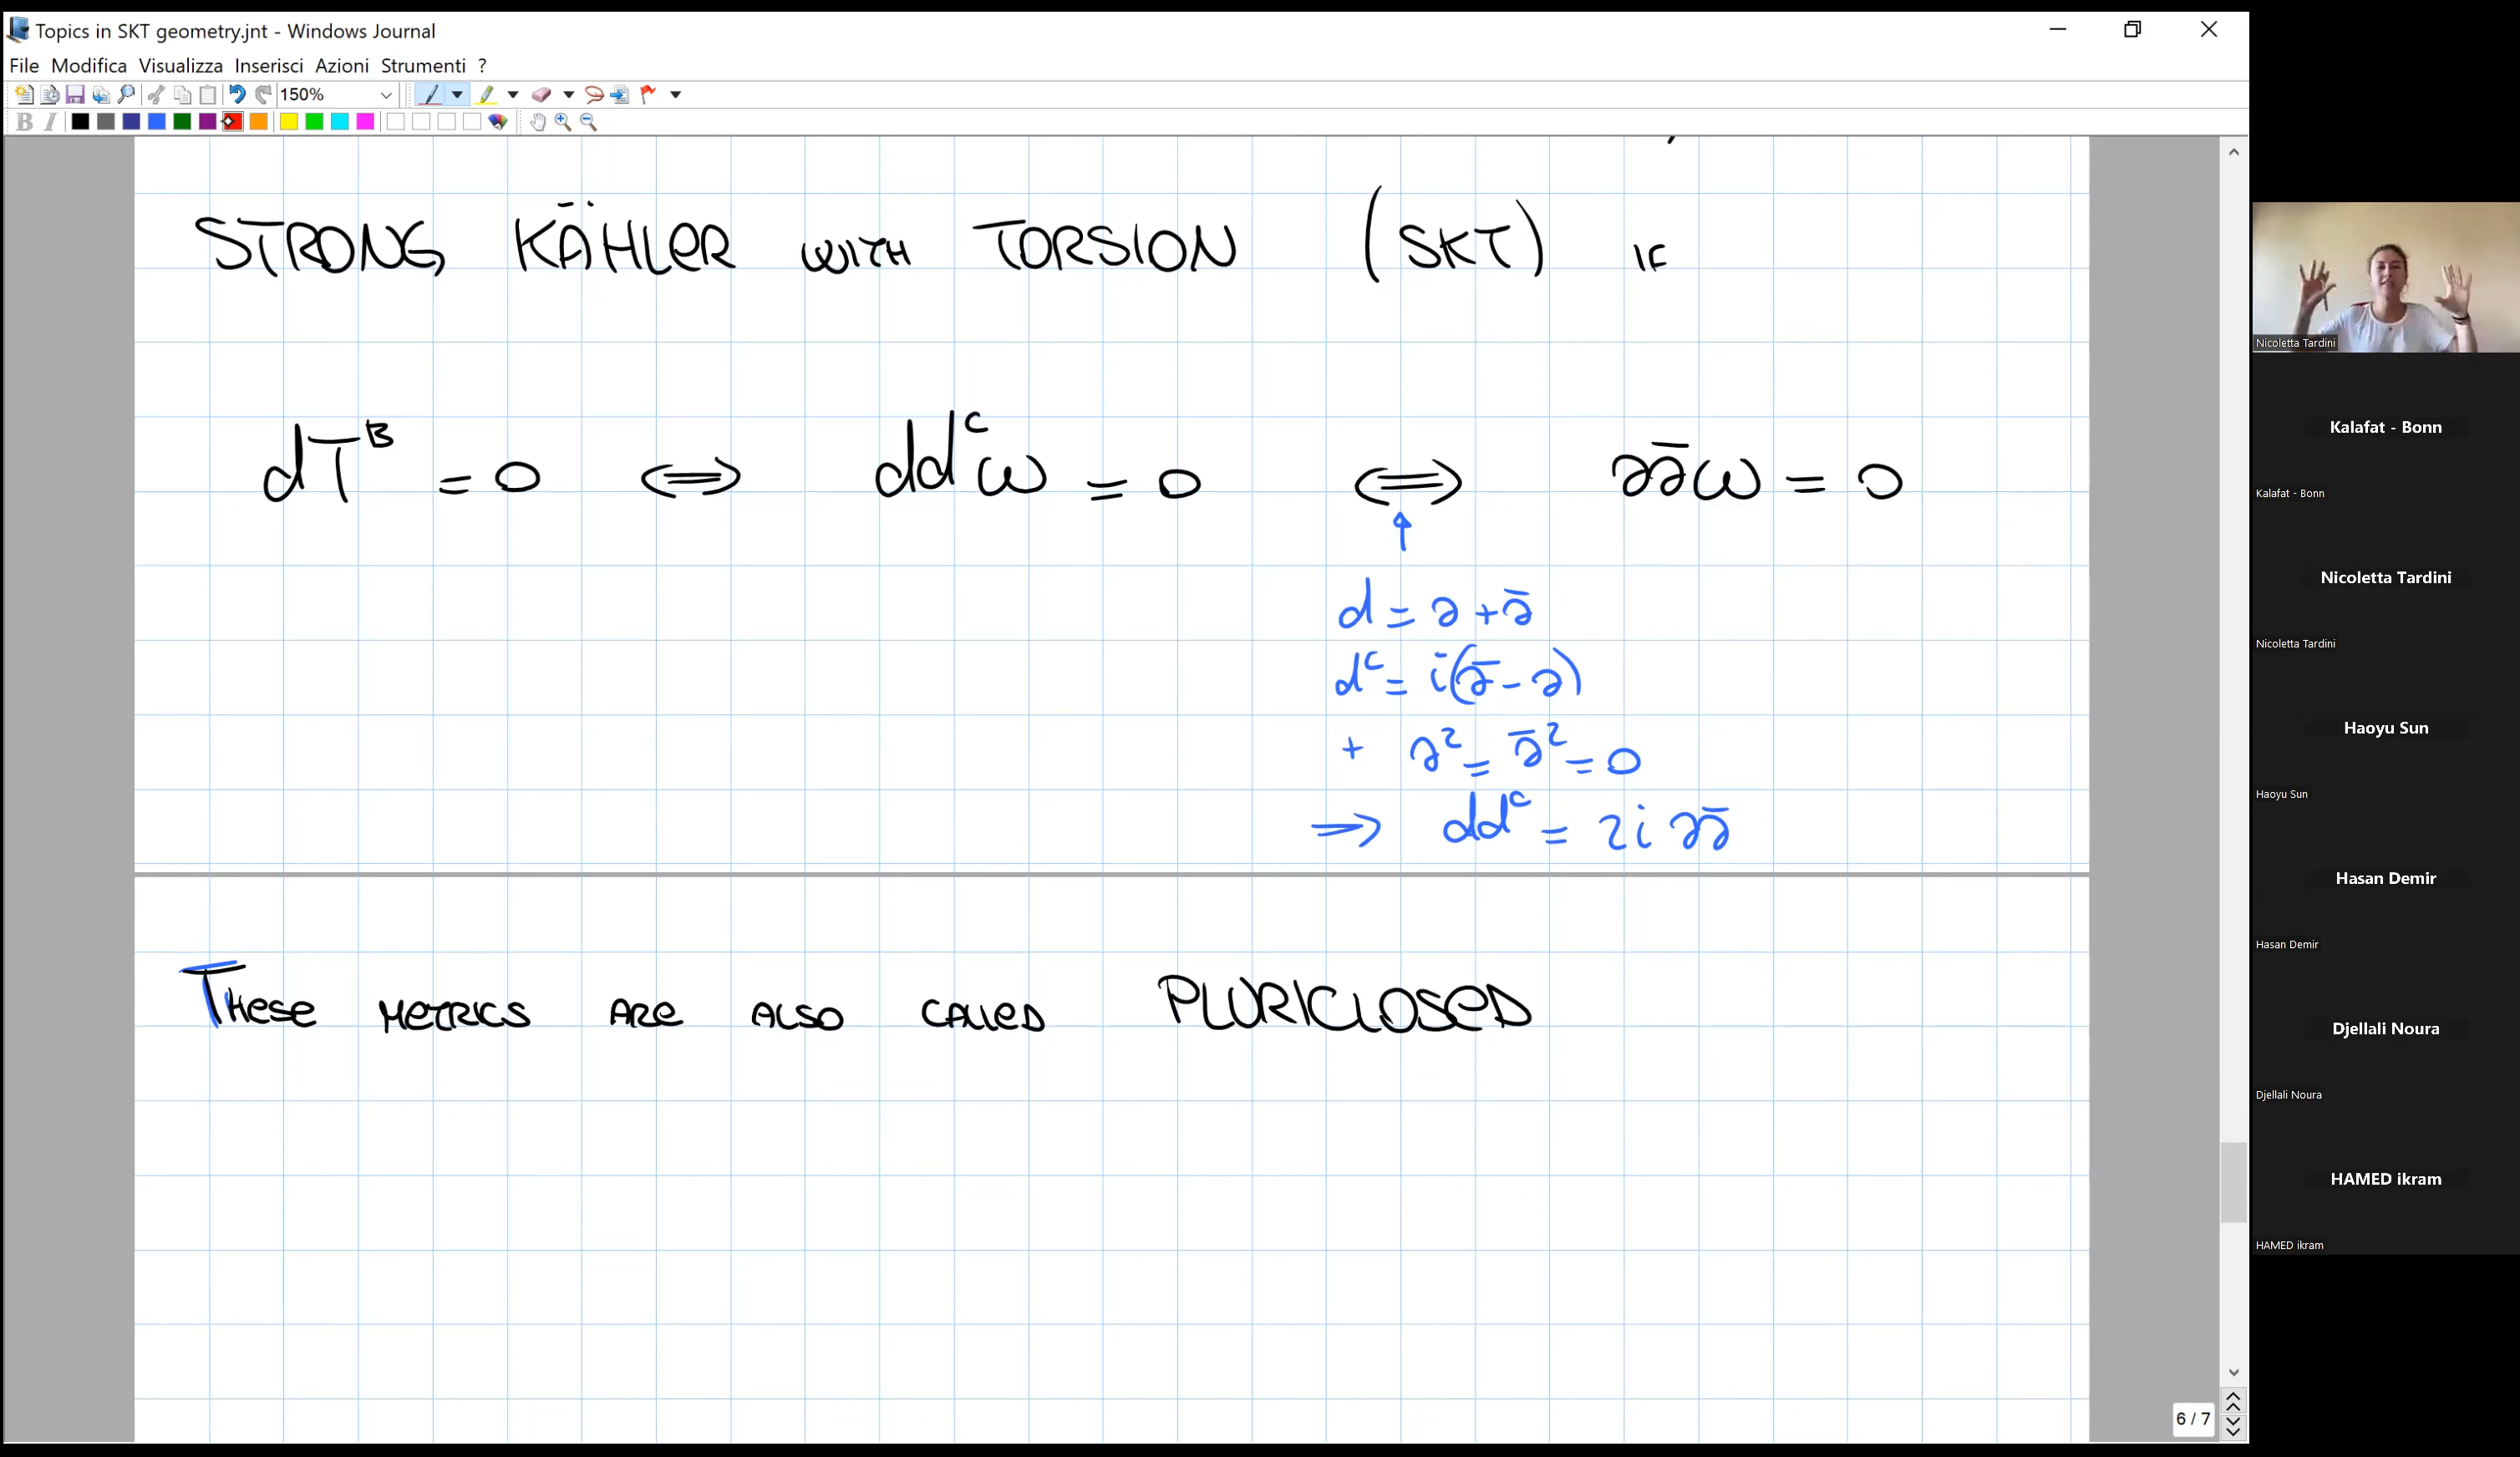 Topics in SKT geometry.jnt - Windows Journal
File Modifica Visualizza Inserisci Azioni Strumenti ?
150%
B I
STRONG KÄHLER WITH TORSION (SKT) IF
dT^B = 0 ⟺ dd^c ω = 0 ⟺ ∂∂̄ω = 0
↑
d = ∂ + ∂̄
d^c = i(∂̄ - ∂)
+ ∂² = ∂̄² = 0
⇒ dd^c = 2i ∂∂̄
THESE METRICS ARE ALSO CALLED PLURICLOSED
6 / 7
Nicoletta Tardini
Kalafat - Bonn
Kalafat - Bonn
Nicoletta Tardini
Nicoletta Tardini
Haoyu Sun
Haoyu Sun
Hasan Demir
Hasan Demir
Djellali Noura
Djellali Noura
HAMED ikram
HAMED ikram